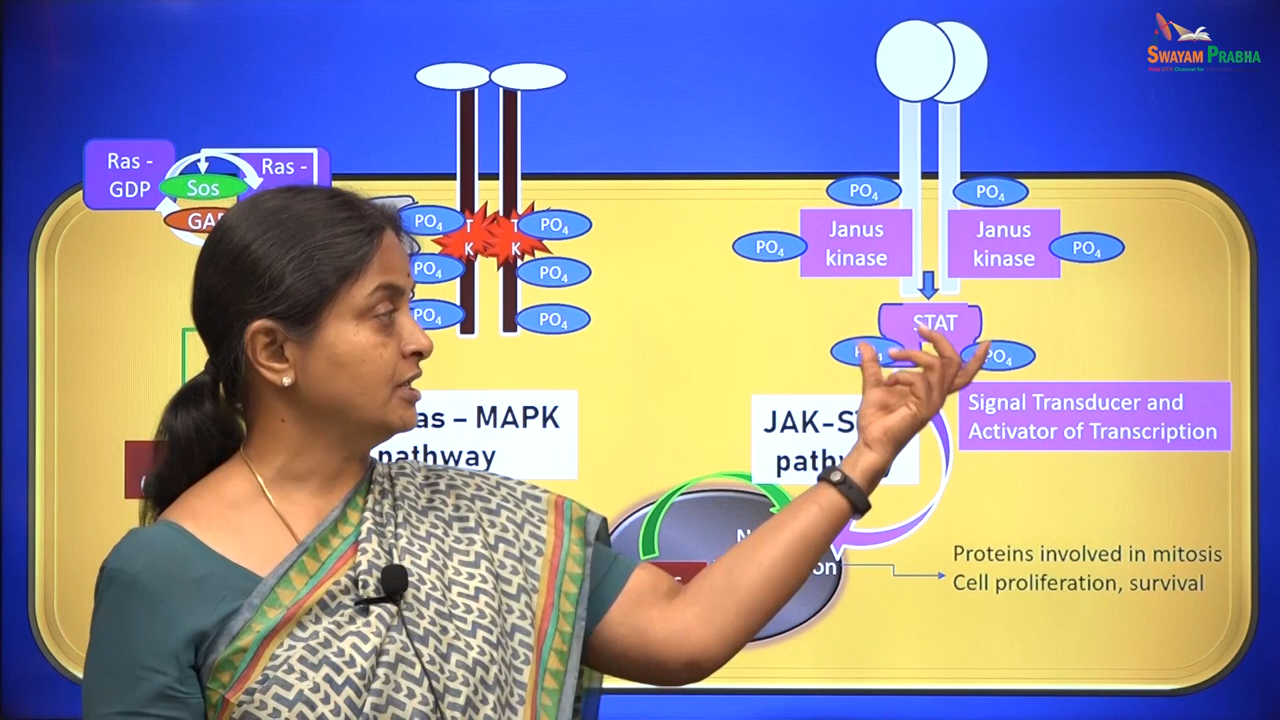 SWAYAM PRABHA
Ras -
GDP
Ras -
Sos
PO₄
PO₄
T
K
T
K
PO₄
PO₄
PO₄
PO₄
PO₄
PO₄
Janus
kinase
Janus
kinase
PO₄
PO₄
STAT
PO₄
Signal Transducer and
Activator of Transcription
– MAPK
pathway
Proteins involved in mitosis
Cell proliferation, survival